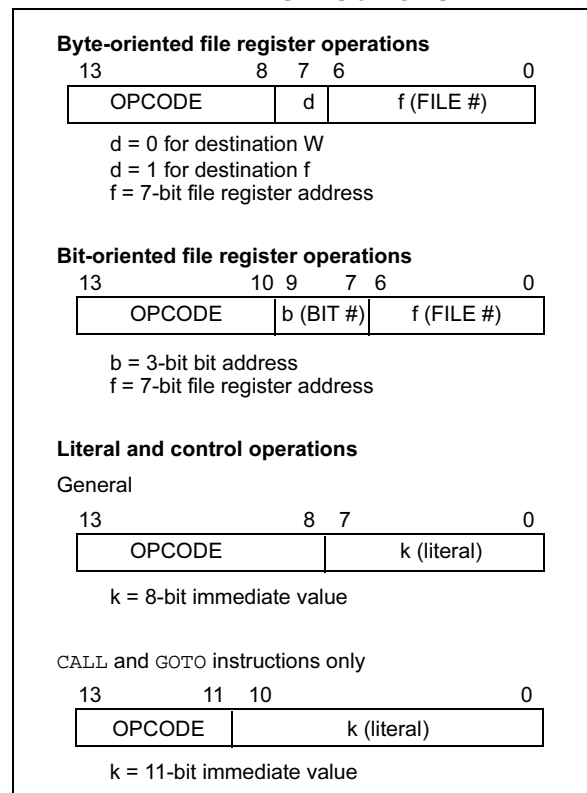 Byte-oriented file register operations
13 8 7 6 0
OPCODE d f (FILE #)
d = 0 for destination W
d = 1 for destination f
f = 7-bit file register address
Bit-oriented file register operations
13 10 9 7 6 0
OPCODE b (BIT #) f (FILE #)
b = 3-bit bit address
f = 7-bit file register address
Literal and control operations
General
13 8 7 0
OPCODE k (literal)
k = 8-bit immediate value
CALL and GOTO instructions only
13 11 10 0
OPCODE k (literal)
k = 11-bit immediate value